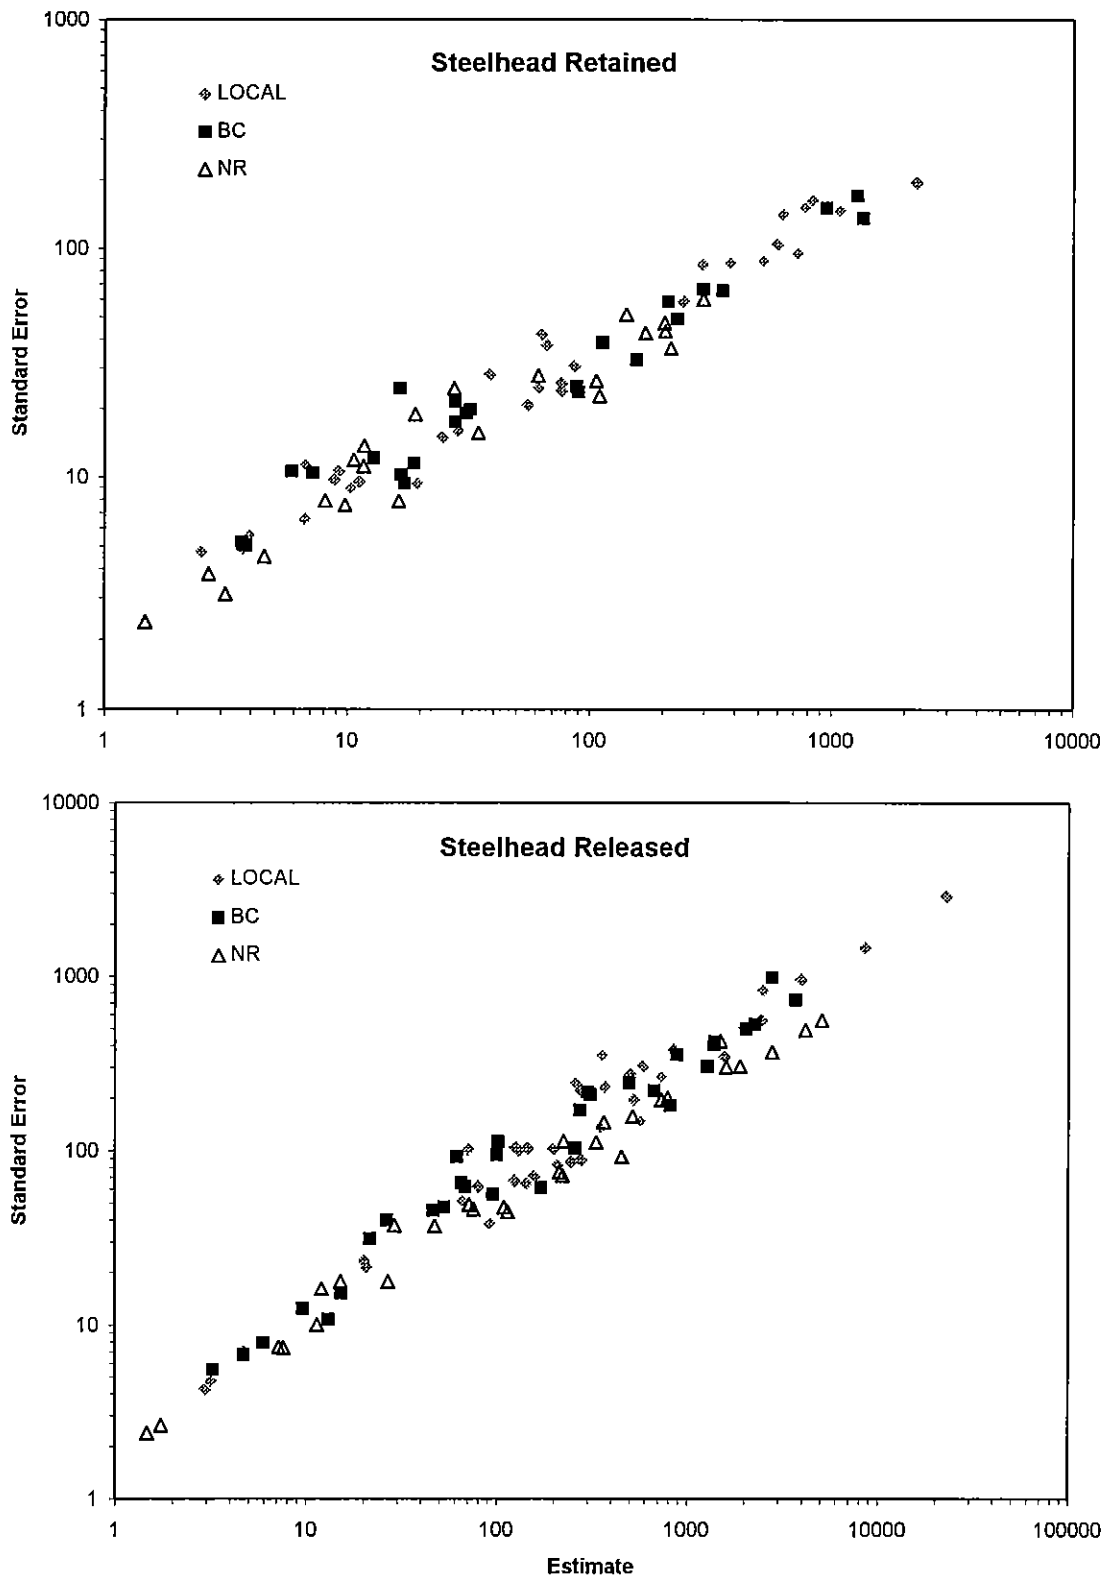 1000
Steelhead Retained
LOCAL
BC
NR
100
Standard Error
10
1
1 10 100 1000 10000
10000
Steelhead Released
LOCAL
BC
NR
1000
Standard Error
100
10
1
1 10 100 1000 10000 100000
Estimate